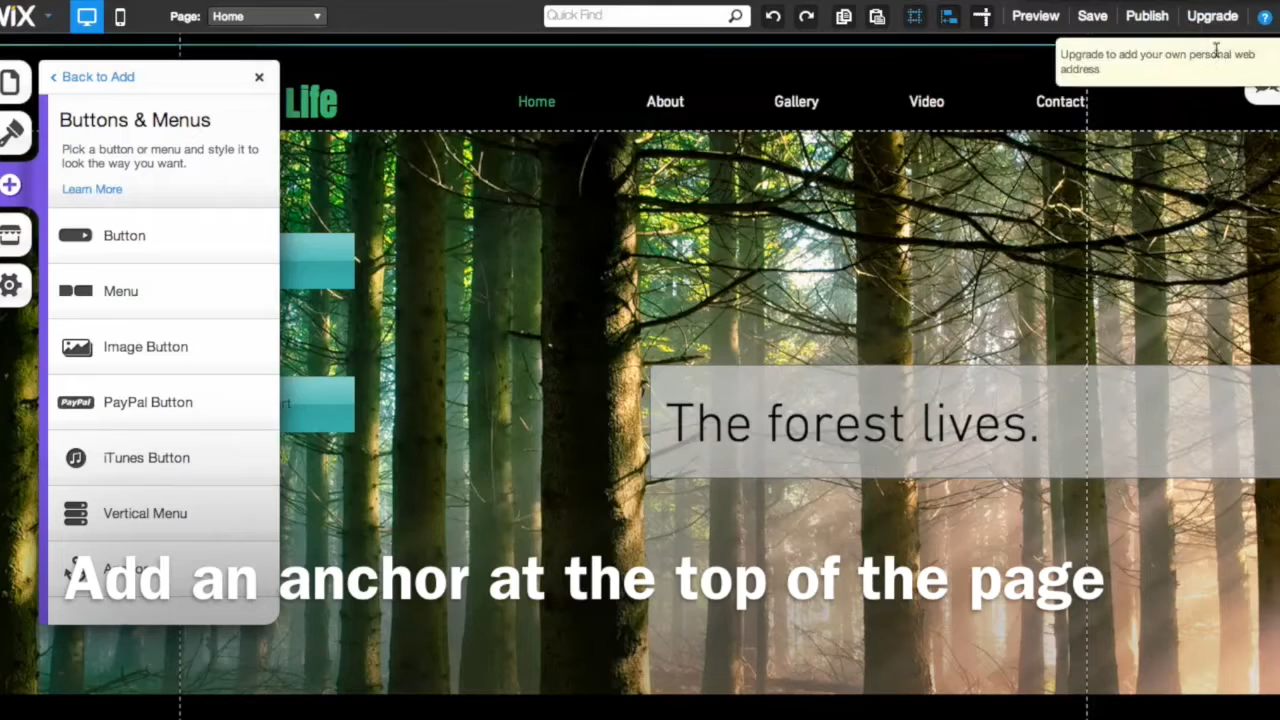 WIX
Page:
Home
Quick Find
Preview
Save
Publish
Upgrade
?
Upgrade to add your own personal web
address
Back to Add
Buttons & Menus
Pick a button or menu and style it to
look the way you want.
Learn More
Button
Menu
Image Button
PayPal
PayPal Button
iTunes Button
Vertical Menu
Life
Home
About
Gallery
Video
Contact
The forest lives.
Add an anchor at the top of the page